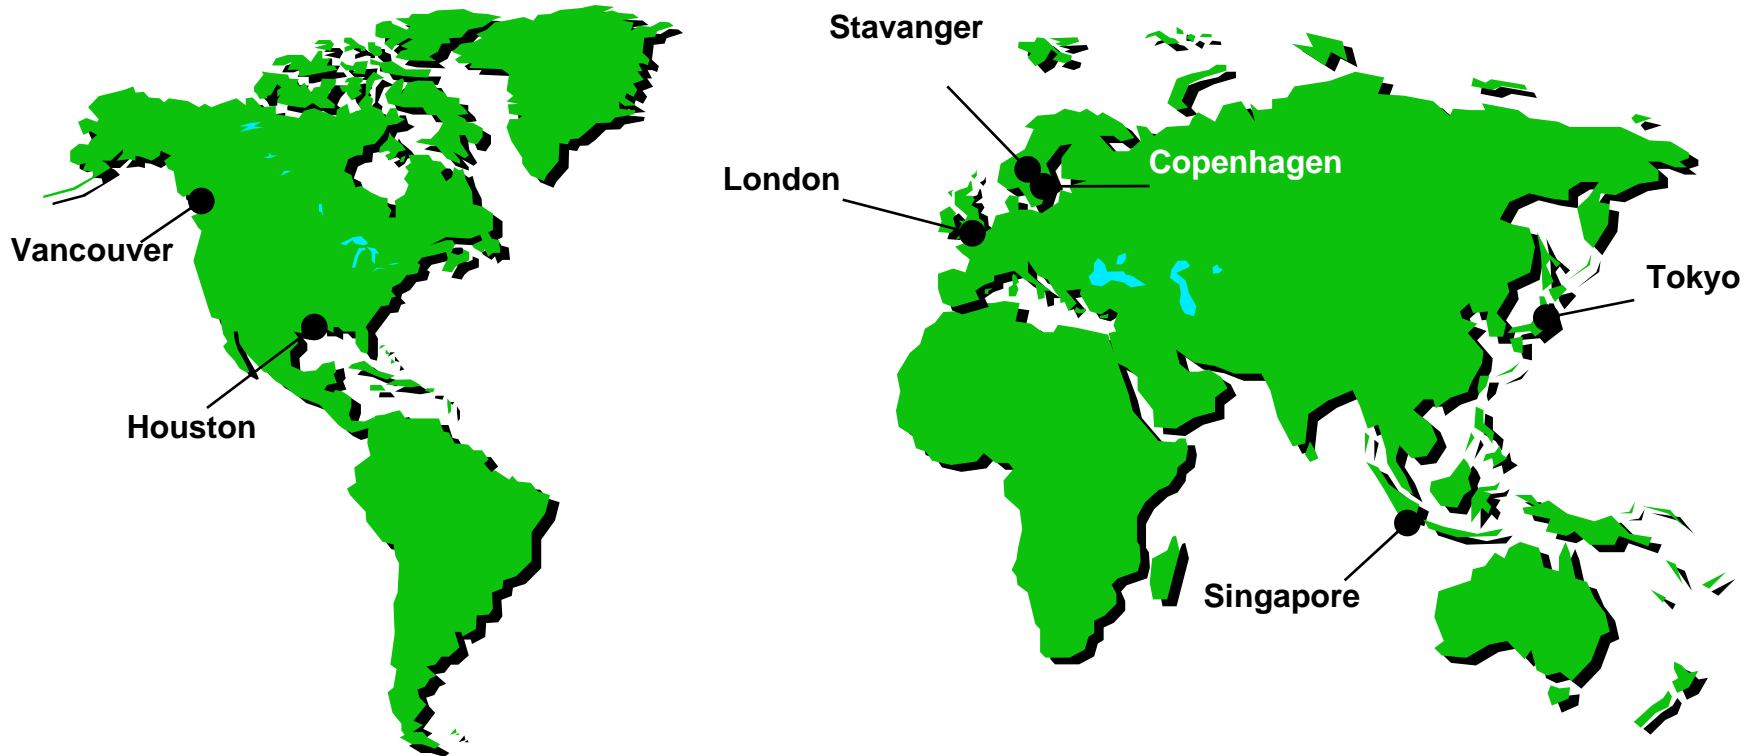 Stavanger
Copenhagen
London
Vancouver
Tokyo
Houston
Singapore